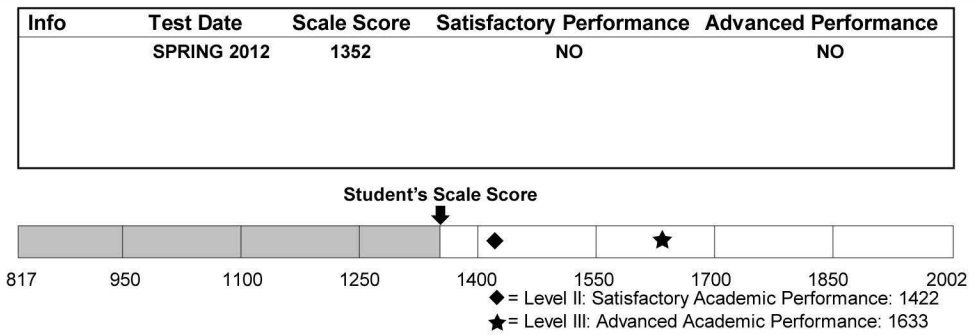 Info Test Date Scale Score Satisfactory Performance Advanced Performance
SPRING 2012 1352 NO NO
Student's Scale Score
817 950 1100 1250 1400 1550 1700 1850 2002
◆ = Level II: Satisfactory Academic Performance: 1422
★ = Level III: Advanced Academic Performance: 1633